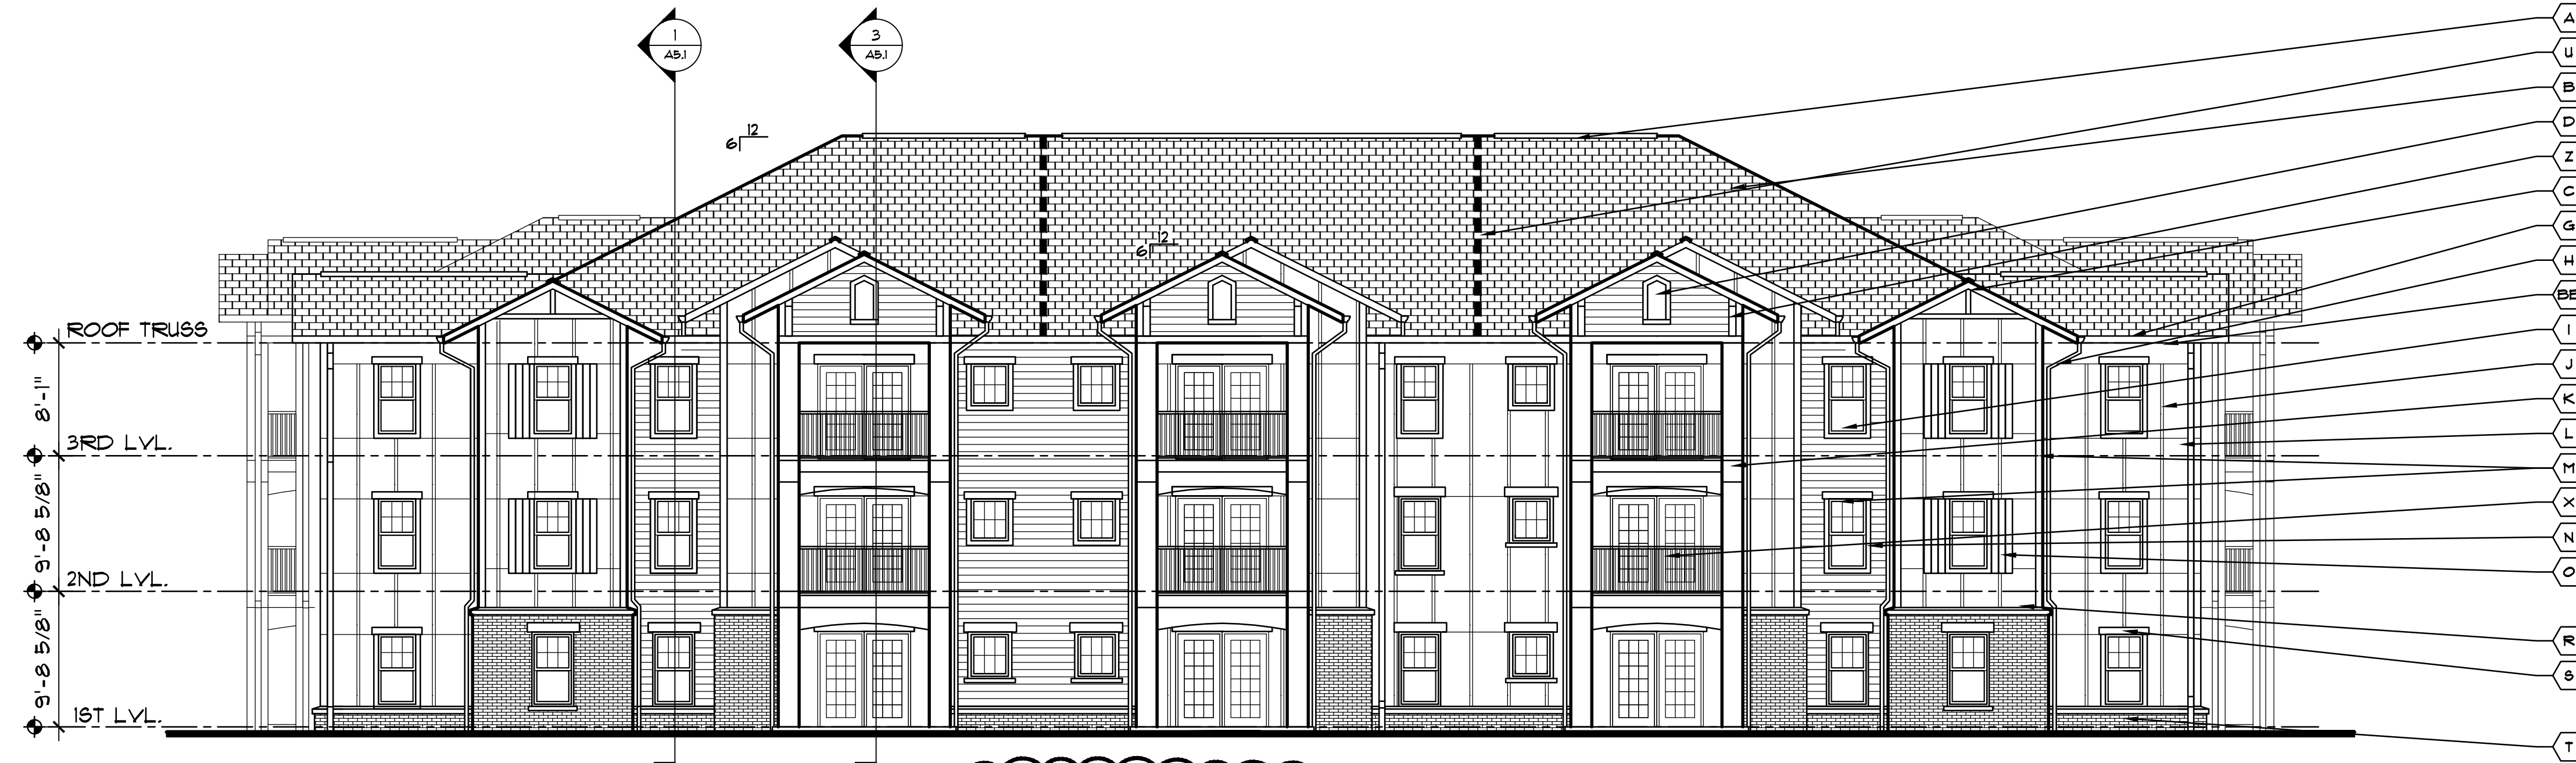 1
A5.1
3
A5.1
12
6
12
6
ROOF TRUSS
8'-1"
3RD LVL.
9'-8 5/8"
2ND LVL.
9'-8 5/8"
1ST LVL.
A
U
B
D
Z
C
G
H
I
J
K
L
M
X
N
O
R
S
T